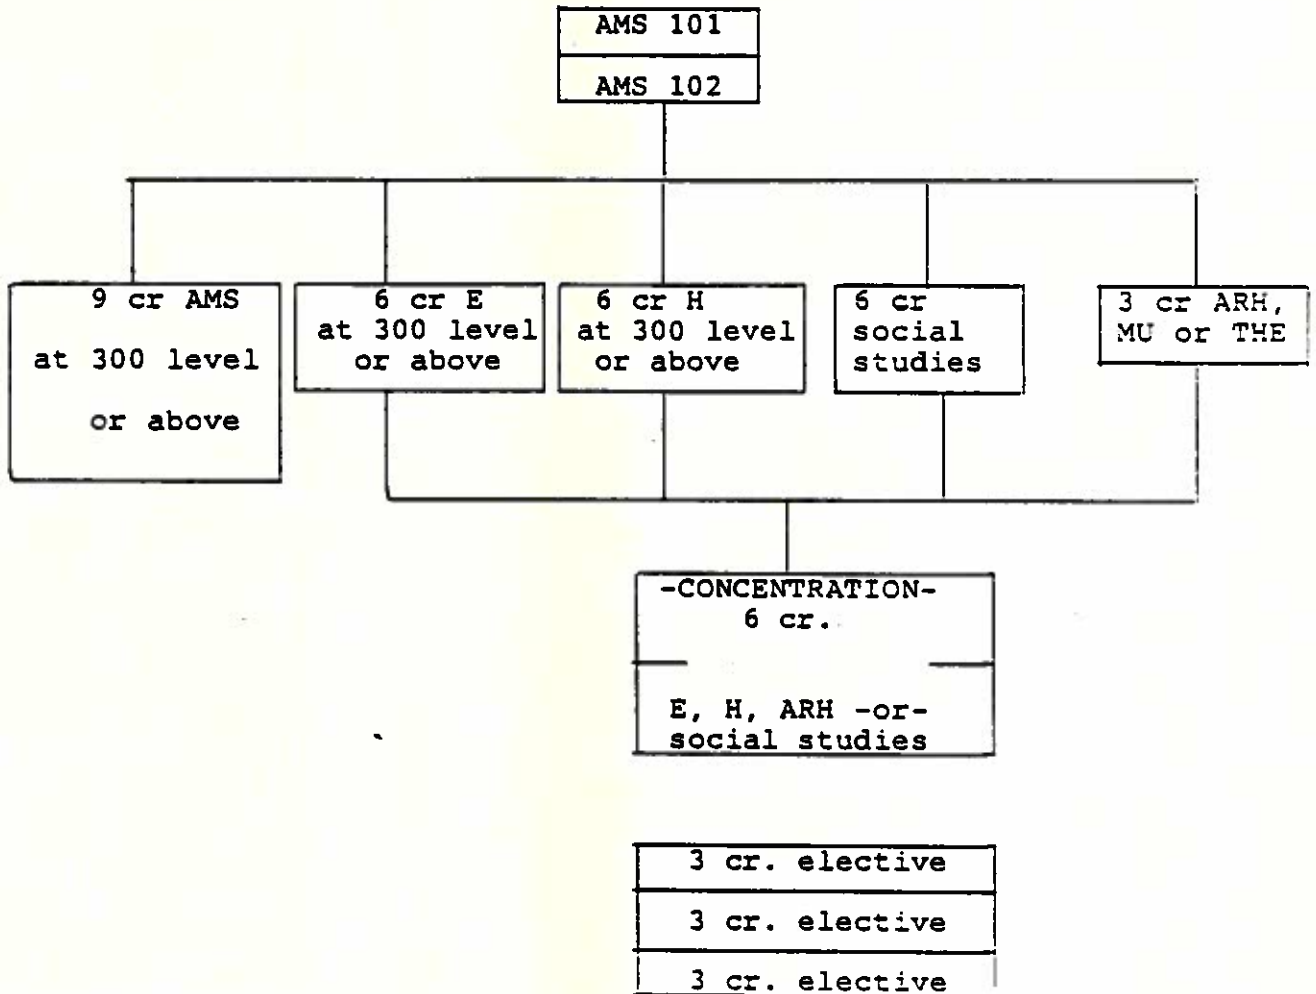 AMS 101
AMS 102
9 cr AMS
at 300 level
or above
6 cr E
at 300 level
or above
6 cr H
at 300 level
or above
6 cr
social
studies
3 cr ARH,
MU or THE
-CONCENTRATION-
6 cr.
E, H, ARH -or-
social studies
3 cr. elective
3 cr. elective
3 cr. elective